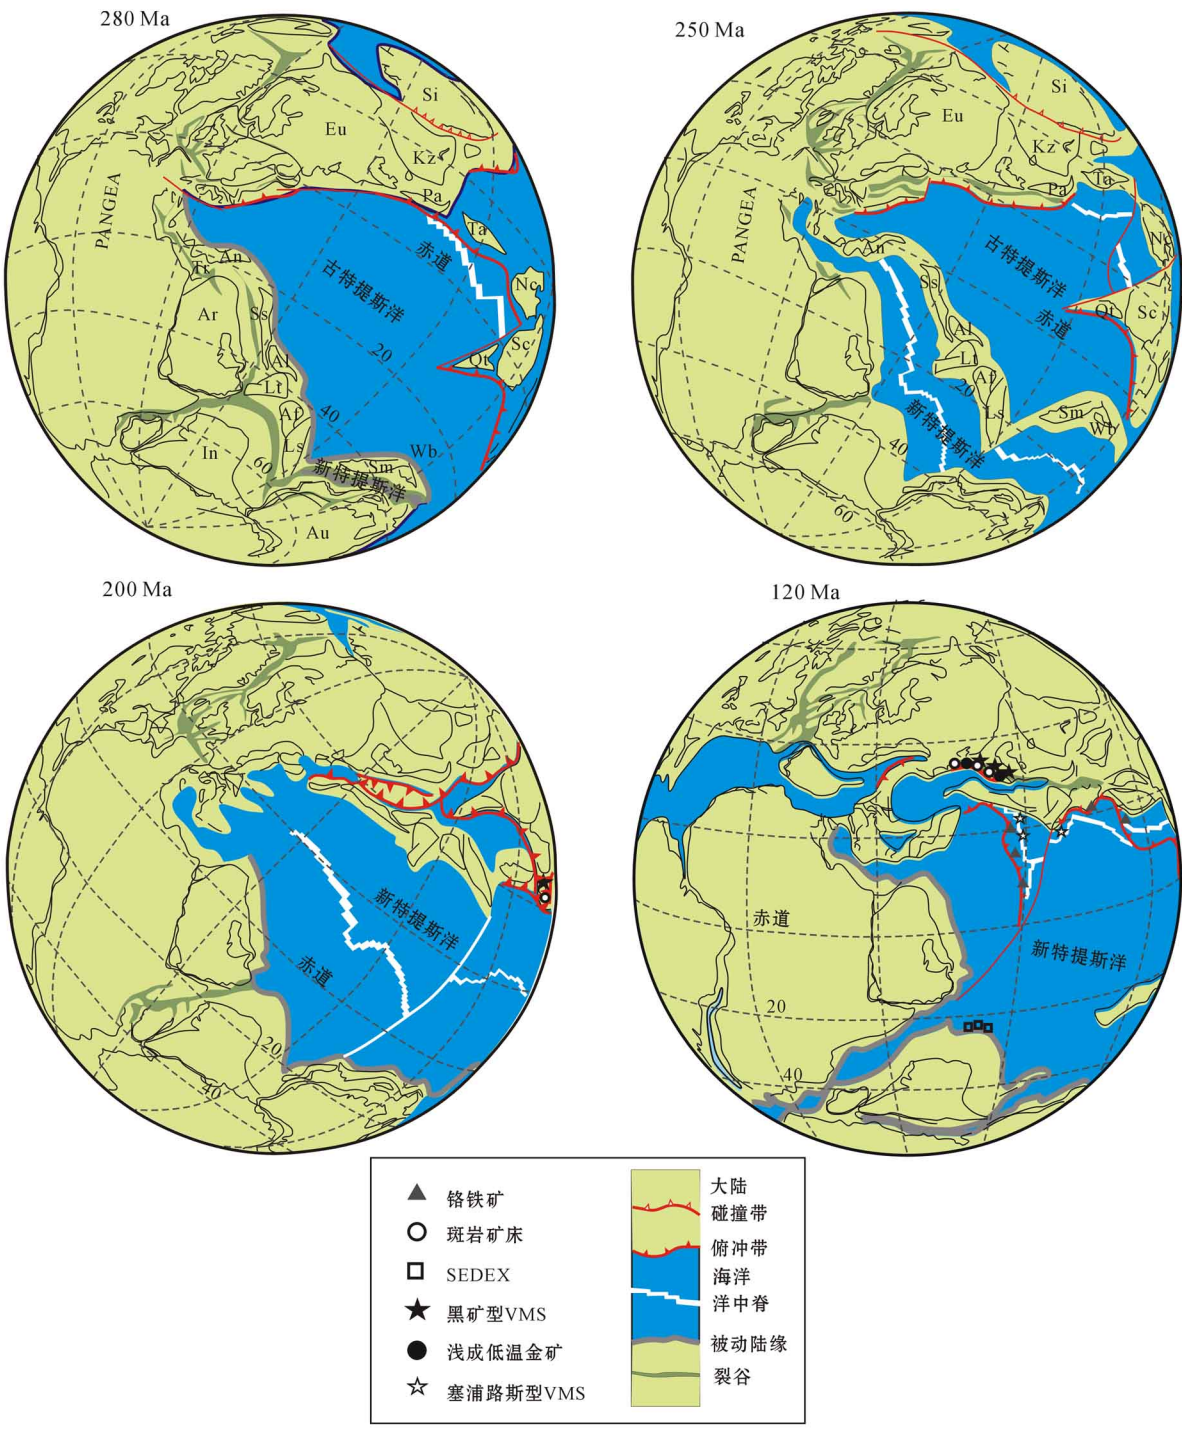 280 Ma
Si
Eu
Kz
Pa
PANGEA
Ta
赤道
An
Tr
古特提斯洋
Nc
Ar
Ss
Sc
20
Al
Qt
Lt
40
Af
In
Ls
Wb
60
Sm
新特提斯洋
Au
250 Ma
Si
Eu
Kz
Ta
Pa
PANGEA
Nc
An
古特提斯洋
Ss
Qt
Sc
赤道
Al
Lt
20
Af
新特提斯洋
Ls
Sm
Wb
40
60
200 Ma
新特提斯洋
赤道
20
40
120 Ma
赤道
新特提斯洋
20
40
铬铁矿
斑岩矿床
SEDEX
黑矿型VMS
浅成低温金矿
塞浦路斯型VMS
大陆
碰撞带
俯冲带
海洋
洋中脊
被动陆缘
裂谷